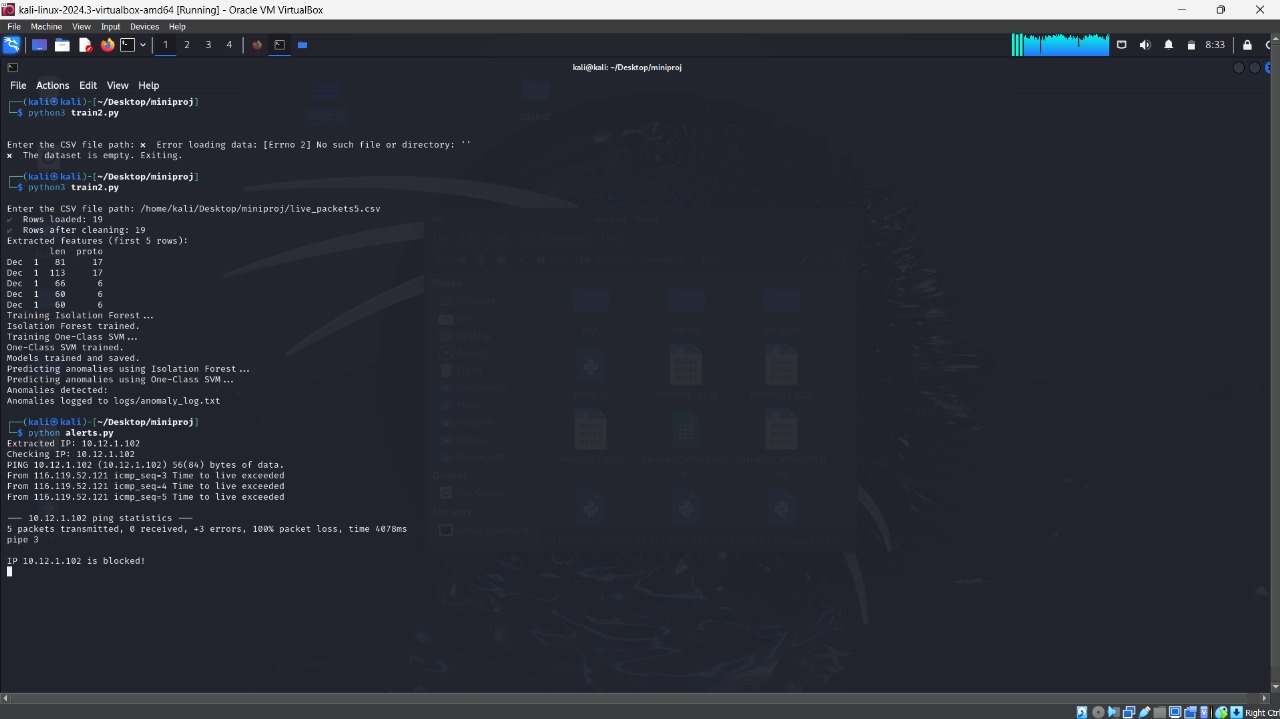 kali-linux-2024.3-virtualbox-amd64 [Running] - Oracle VM VirtualBox
File Machine View Input Devices Help
1 2 3 4 8:33
kali@kali: ~/Desktop/miniproj
File Actions Edit View Help
┌──(kali㉿kali)-[~/Desktop/miniproj]
└─$ python3 train2.py
Enter the CSV file path: ✖  Error loading data: [Errno 2] No such file or directory: ''
✖  The dataset is empty. Exiting.
┌──(kali㉿kali)-[~/Desktop/miniproj]
└─$ python3 train2.py
Enter the CSV file path: /home/kali/Desktop/miniproj/live_packets5.csv
✓  Rows loaded: 19
✓  Rows after cleaning: 19
Extracted features (first 5 rows):
len  proto
Dec  1   81     17
Dec  1  113     17
Dec  1   66      6
Dec  1   60      6
Dec  1   60      6
Training Isolation Forest...
Isolation Forest trained.
Training One-Class SVM...
One-Class SVM trained.
Models trained and saved.
Predicting anomalies using Isolation Forest...
Predicting anomalies using One-Class SVM...
Anomalies detected:
Anomalies logged to logs/anomaly_log.txt
┌──(kali㉿kali)-[~/Desktop/miniproj]
└─$ python alerts.py
Extracted IP: 10.12.1.102
Checking IP: 10.12.1.102
PING 10.12.1.102 (10.12.1.102) 56(84) bytes of data.
From 116.119.52.121 icmp_seq=3 Time to live exceeded
From 116.119.52.121 icmp_seq=4 Time to live exceeded
From 116.119.52.121 icmp_seq=5 Time to live exceeded
--- 10.12.1.102 ping statistics ---
5 packets transmitted, 0 received, +3 errors, 100% packet loss, time 4078ms
pipe 3
IP 10.12.1.102 is blocked!
Right Ctrl